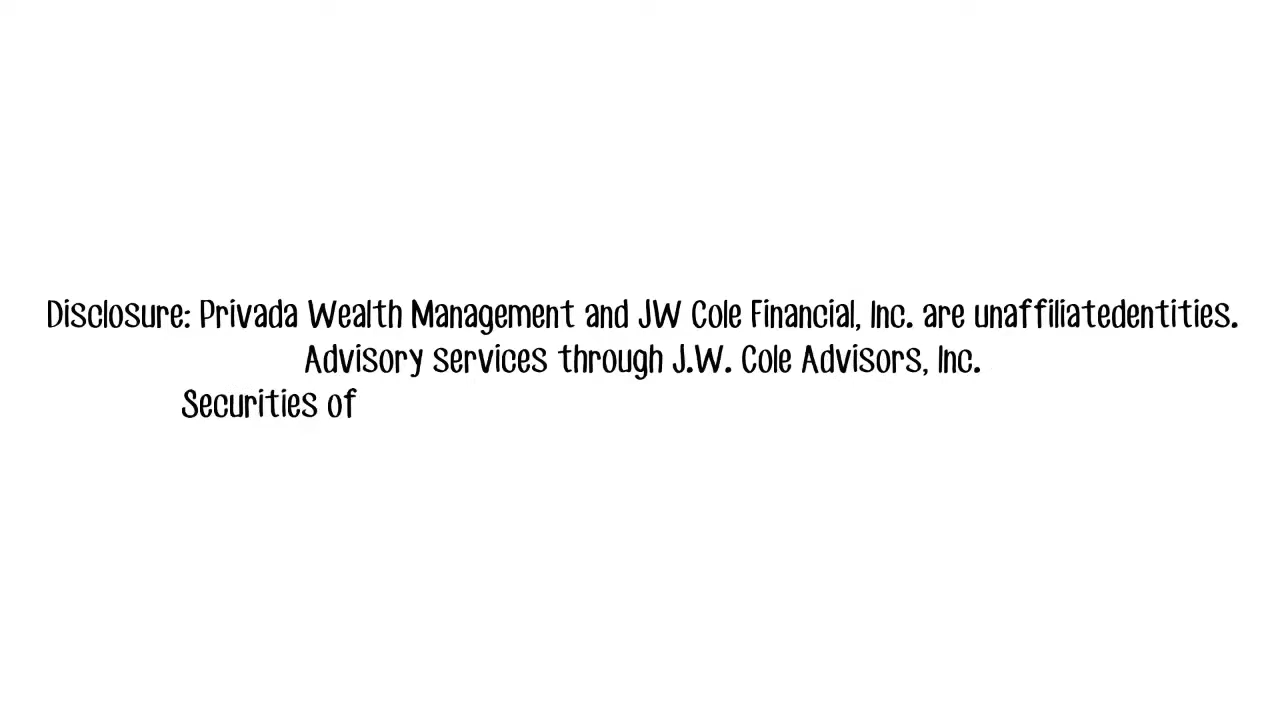 Disclosure: Privada Wealth Management and JW Cole Financial, Inc. are unaffiliatedentities.
Advisory services through J.W. Cole Advisors, Inc.
Securities of